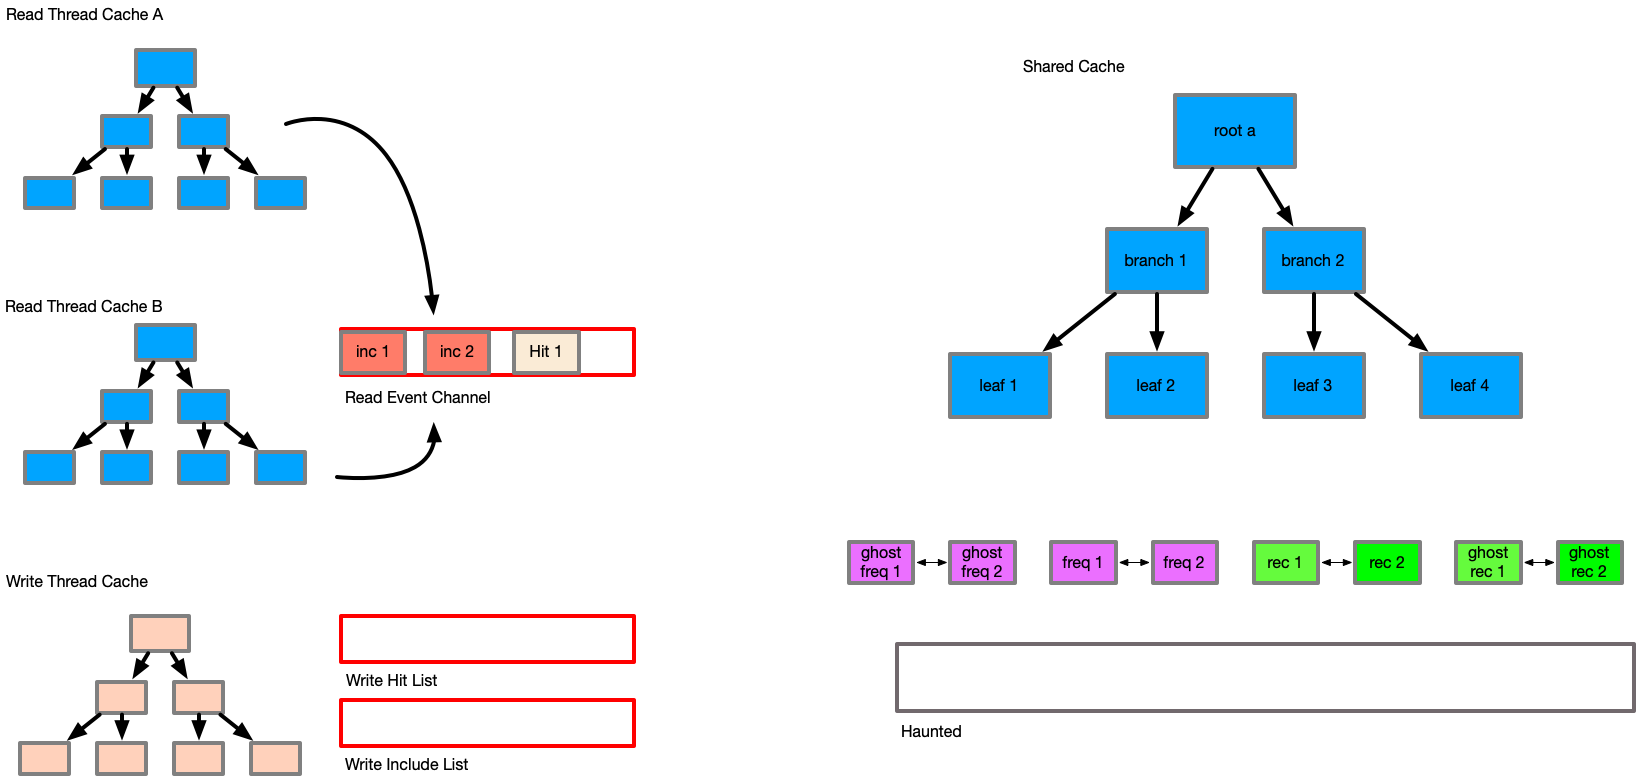 Read Thread Cache A
Shared Cache
root a
branch 1
branch 2
leaf 1
leaf 2
leaf 3
leaf 4
Read Thread Cache B
inc 1
inc 2
Hit 1
Read Event Channel
ghost
freq 1
ghost
freq 2
freq 1
freq 2
rec 1
rec 2
ghost
rec 1
ghost
rec 2
Write Thread Cache
Write Hit List
Write Include List
Haunted